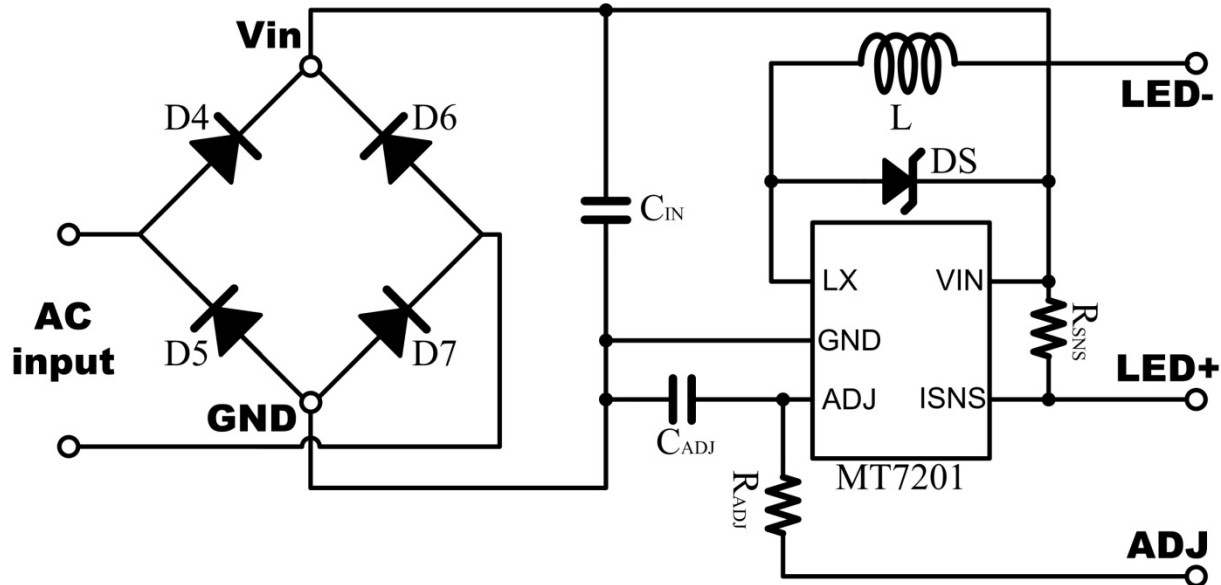 Vin
D4
D6
L
LED-
DS
CIN
LX
VIN
RSNS
AC
input
D5
D7
GND
GND
LED+
ADJ
ISNS
CADJ
RADJ
MT7201
ADJ